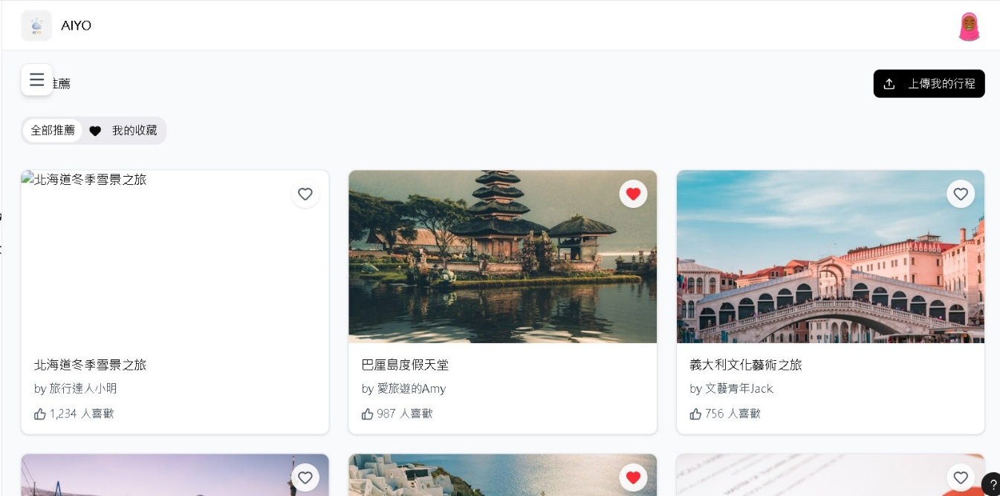 AIYO
推薦
上傳我的行程
全部推薦 我的收藏
北海道冬季雪景之旅
北海道冬季雪景之旅
by 旅行達人小明
1,234 人喜歡
巴厘島度假天堂
by 愛旅遊的Amy
987 人喜歡
義大利文化藝術之旅
by 文藝青年Jack
756 人喜歡
?